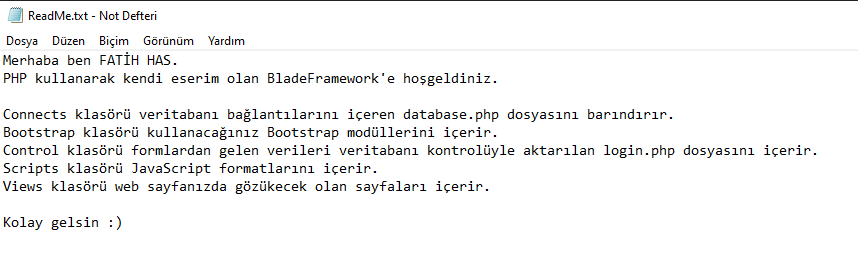 ReadMe.txt - Not Defteri
Dosya Düzen Biçim Görünüm Yardım
Merhaba ben FATİH HAS.
PHP kullanarak kendi eserim olan BladeFramework'e hoşgeldiniz.
Connects klasörü veritabanı bağlantılarını içeren database.php dosyasını barındırır.
Bootstrap klasörü kullanacağınız Bootstrap modüllerini içerir.
Control klasörü formlardan gelen verileri veritabanı kontrolüyle aktarılan login.php dosyasını içerir.
Scripts klasörü JavaScript formatlarını içerir.
Views klasörü web sayfanızda gözükecek olan sayfaları içerir.
Kolay gelsin :)